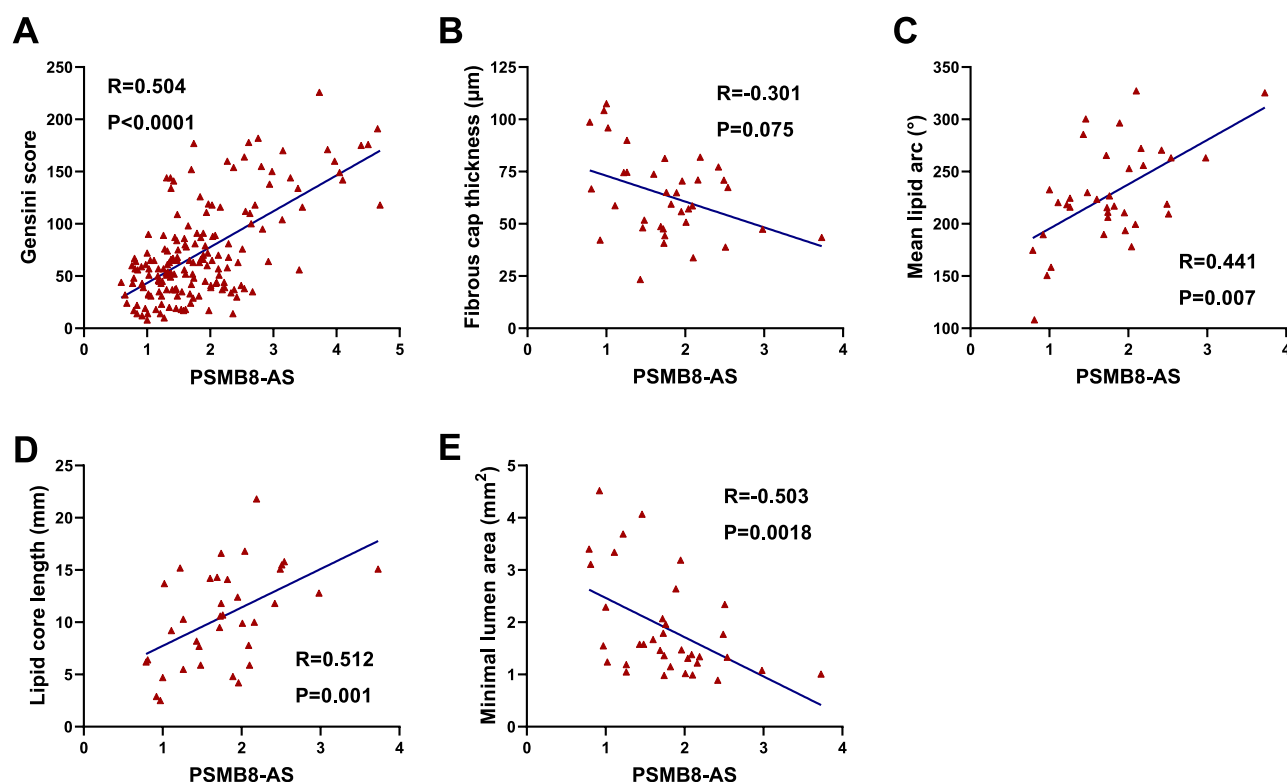 A
Gensini score
250
200
150
100
50
0
R=0.504
P<0.0001
0 1 2 3 4 5
PSMB8-AS
B
Fibrous cap thickness (μm)
125
100
75
50
25
0
R=-0.301
P=0.075
0 1 2 3 4
PSMB8-AS
C
Mean lipid arc (°)
350
300
250
200
150
100
R=0.441
P=0.007
0 1 2 3 4
PSMB8-AS
D
Lipid core length (mm)
25
20
15
10
5
0
R=0.512
P=0.001
0 1 2 3 4
PSMB8-AS
E
Minimal lumen area (mm²)
5
4
3
2
1
0
R=-0.503
P=0.0018
0 1 2 3 4
PSMB8-AS